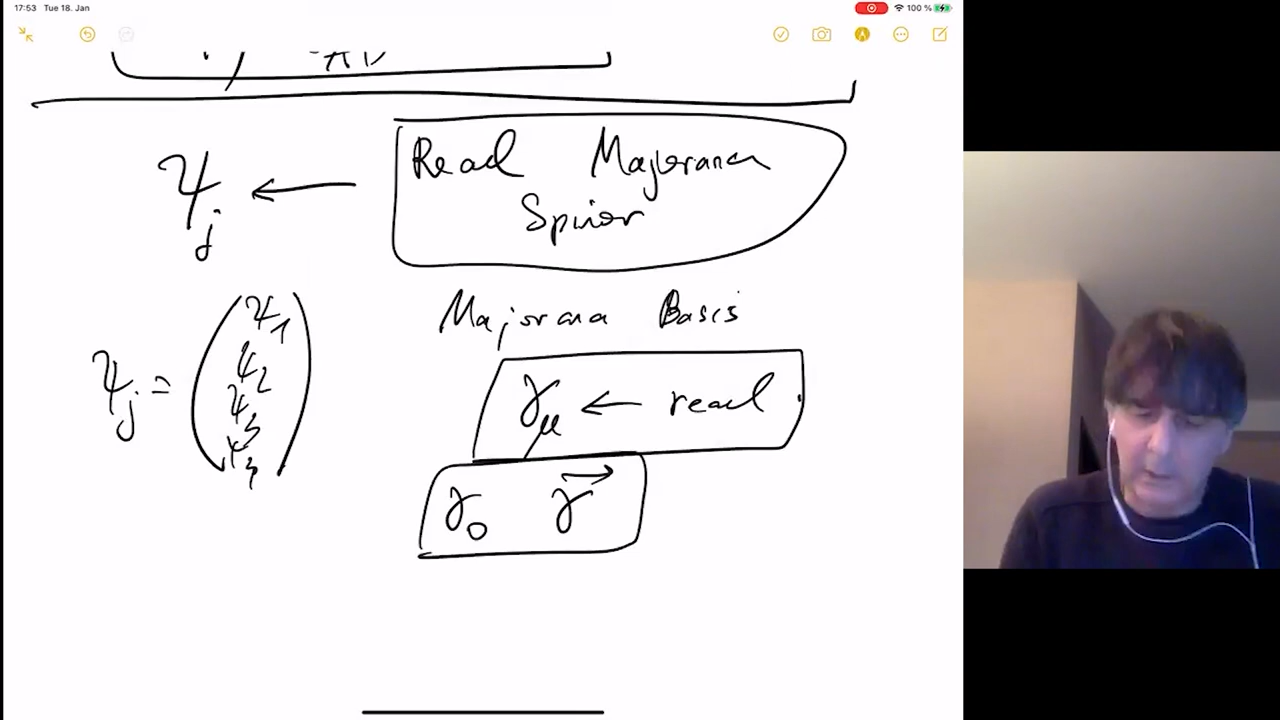 17:53 Tue 18. Jan
100 %
ψj ← Real Majorana
Spinor
Majorana Basis
ψj = (ψ1
ψ2
ψ3
ψ4)
γμ ← real
γ0 γ⃗